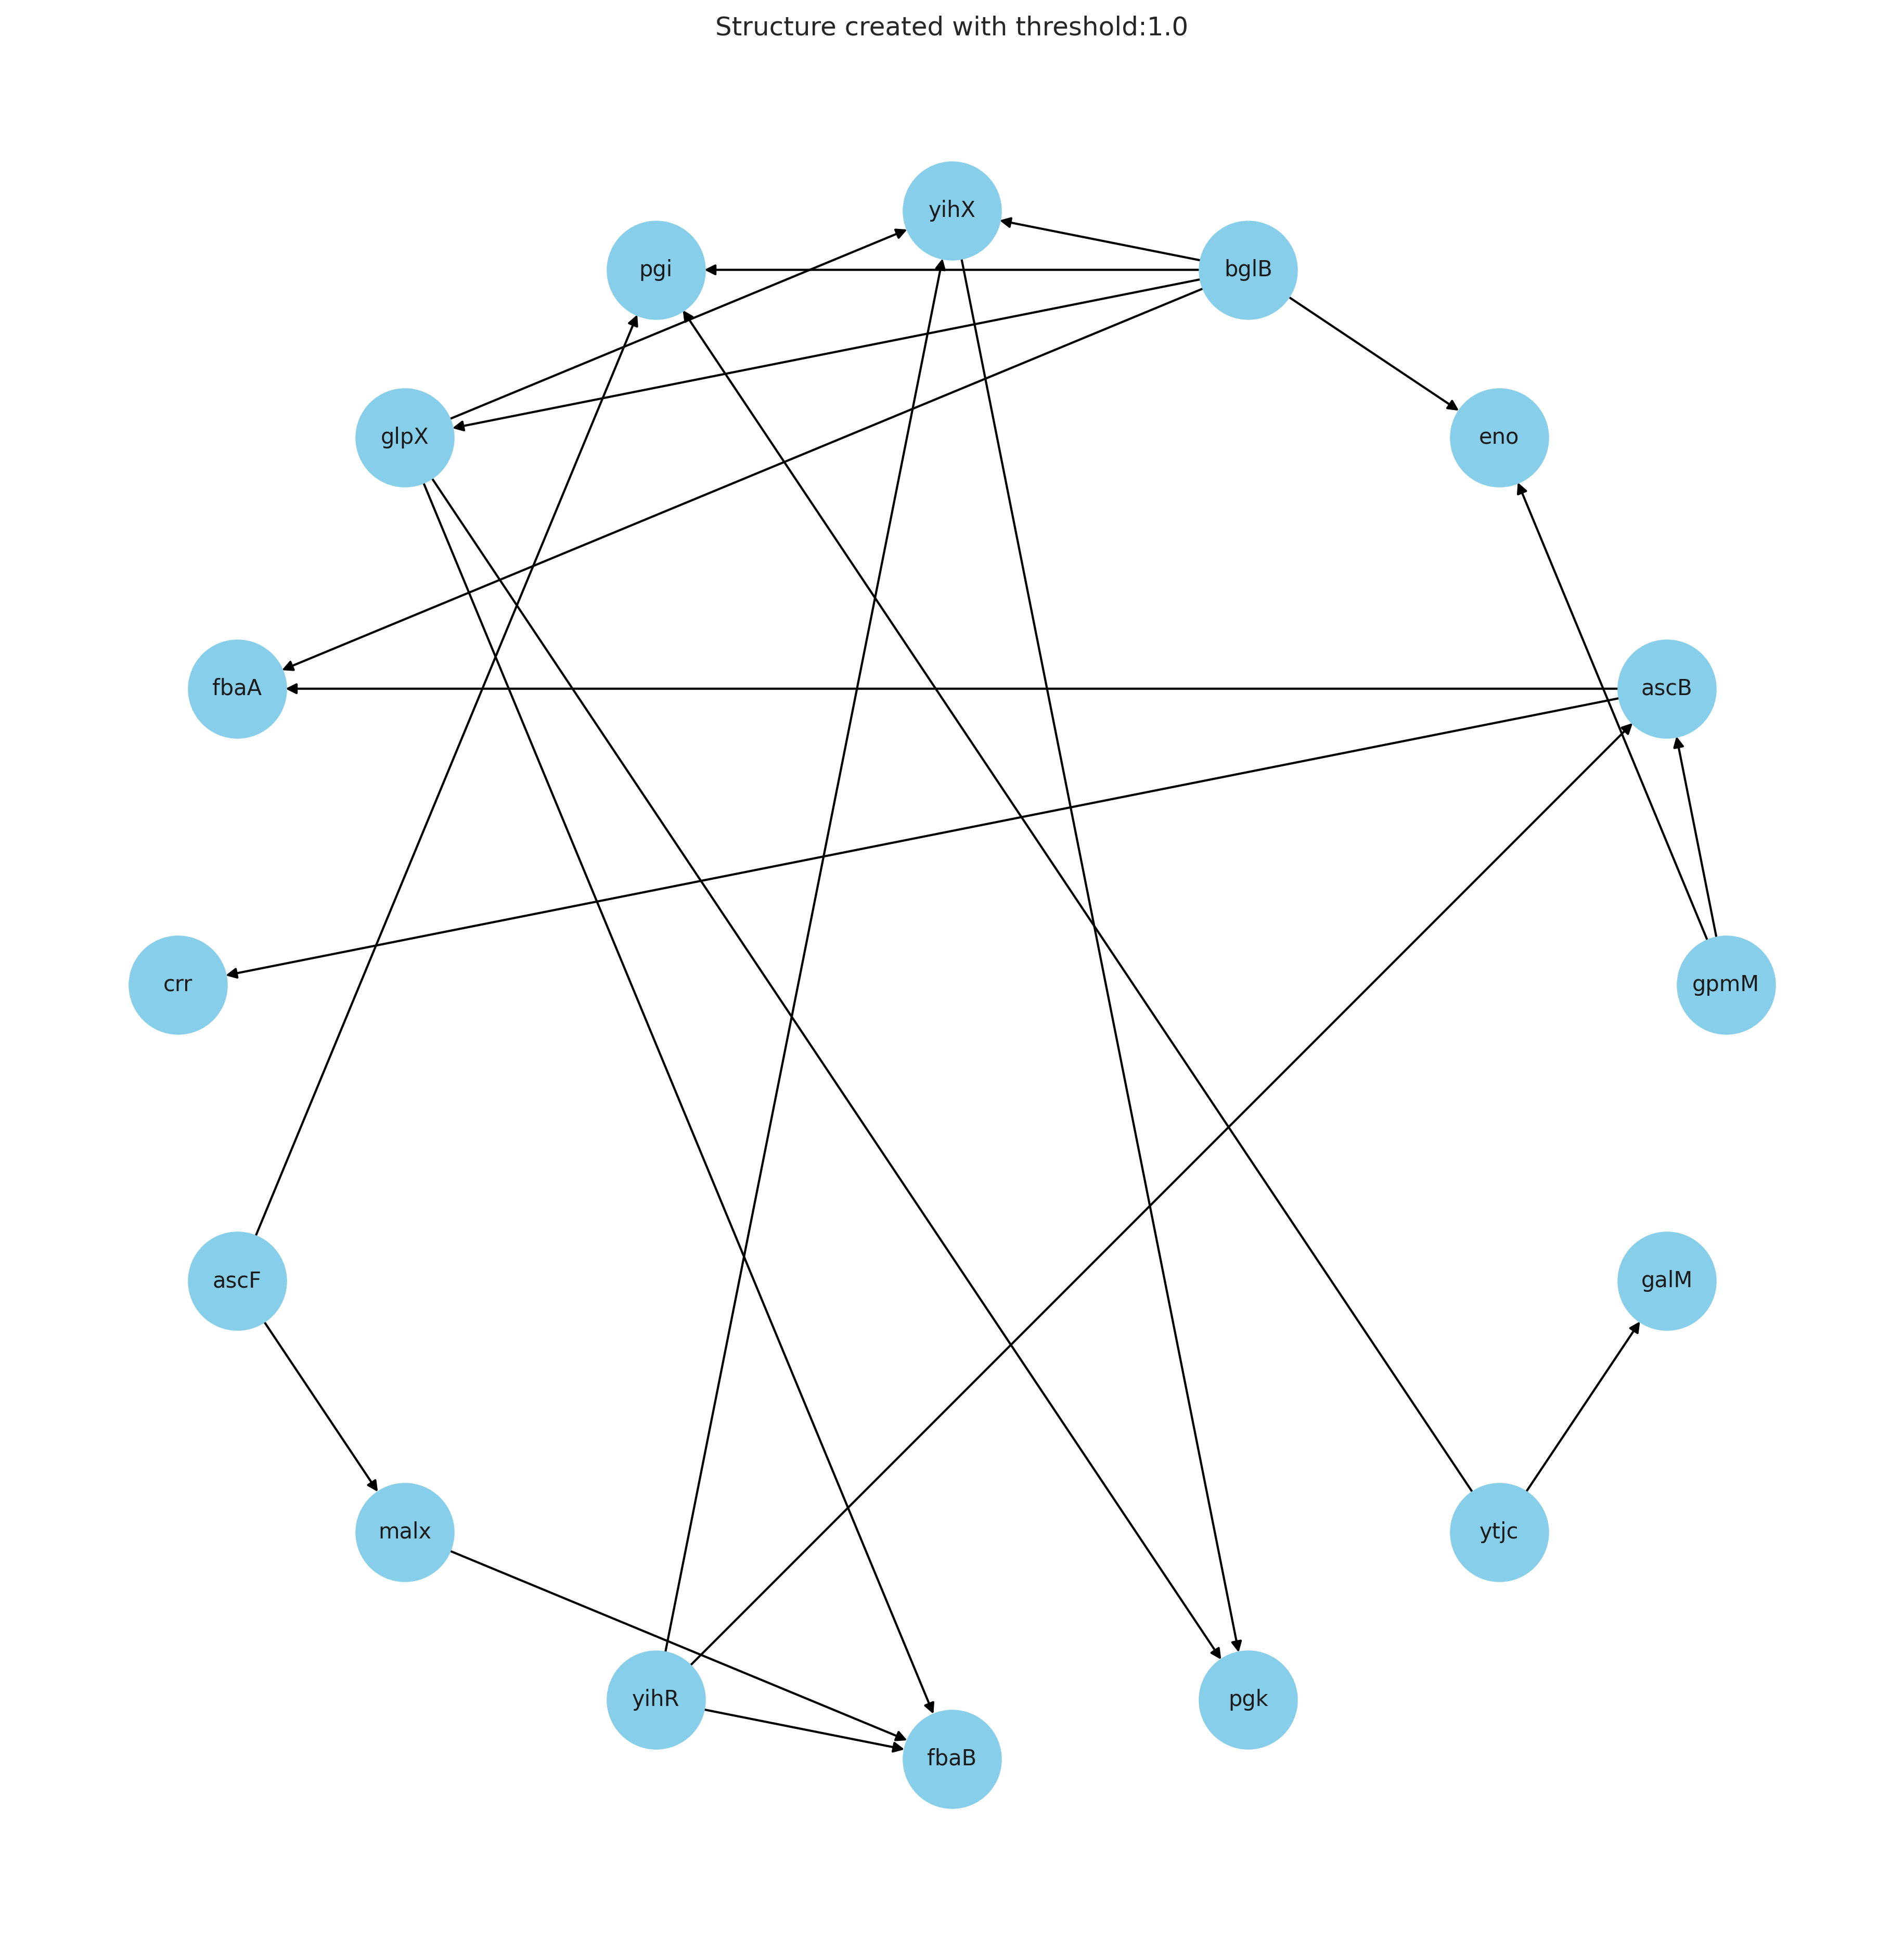 Structure created with threshold:1.0
yihX
pgi
bglB
glpX
eno
fbaA
ascB
crr
gpmM
ascF
galM
malx
ytjc
yihR
pgk
fbaB